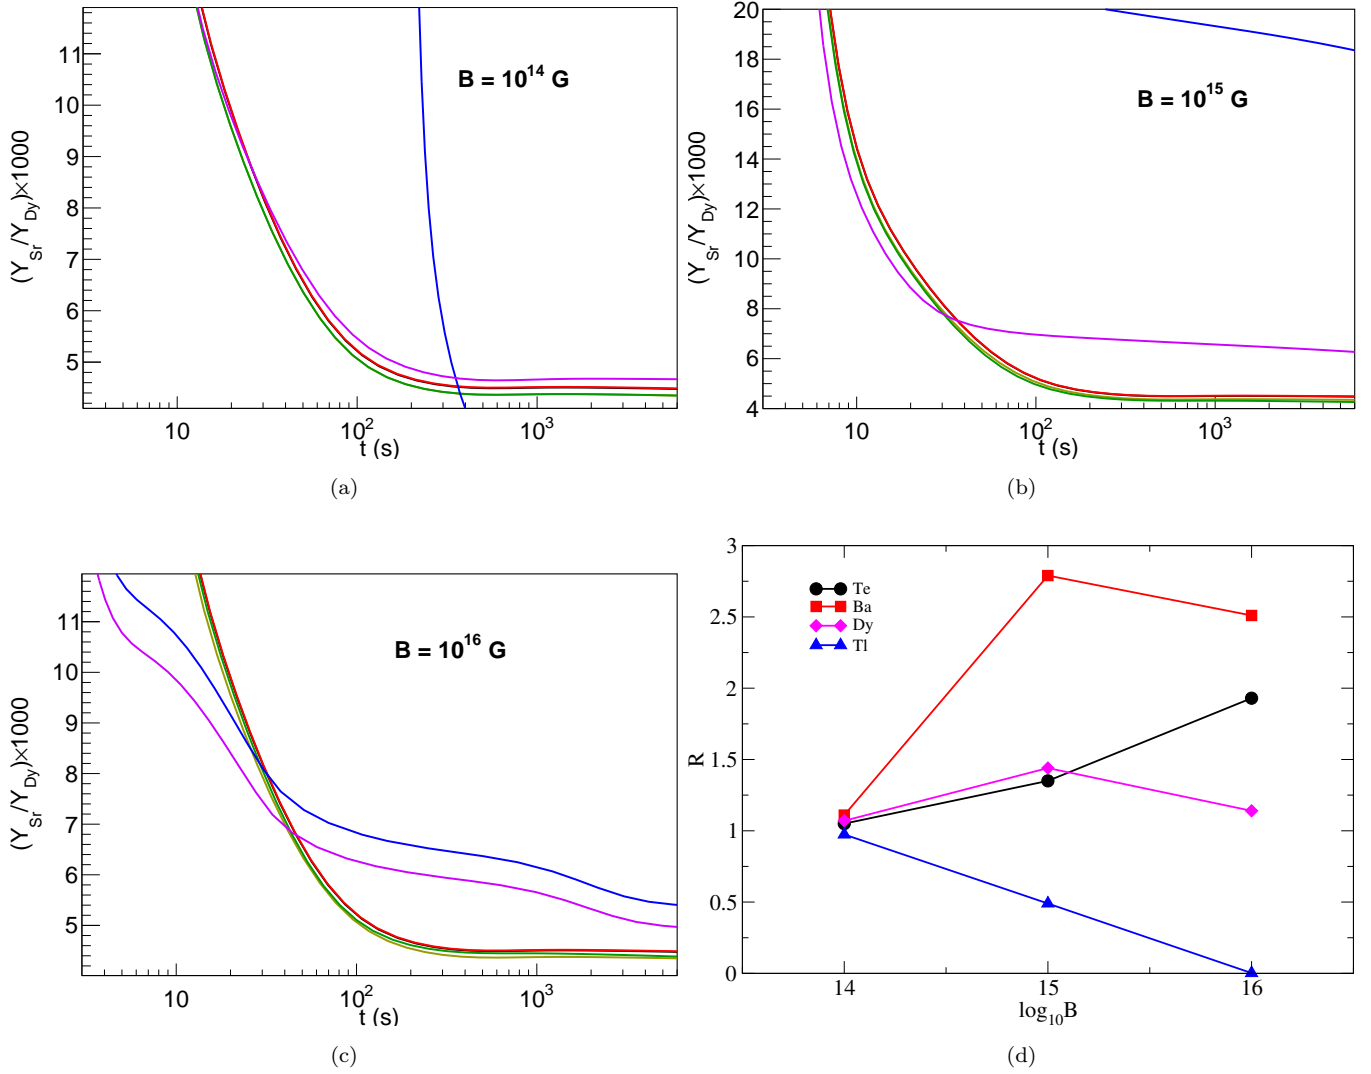 11
10
9
8
7
6
5
(Y_Sr/Y_Dy)×1000
B = 10^14 G
10
10^2
10^3
t (s)
(a)
20
18
16
14
12
10
8
6
4
(Y_Sr/Y_Dy)×1000
B = 10^15 G
10
10^2
10^3
t (s)
(b)
11
10
9
8
7
6
5
(Y_Sr/Y_Dy)×1000
B = 10^16 G
10
10^2
10^3
t (s)
(c)
3
2.5
2
1.5
1
0.5
0
R
Te
Ba
Dy
Tl
14
15
16
log_10B
(d)